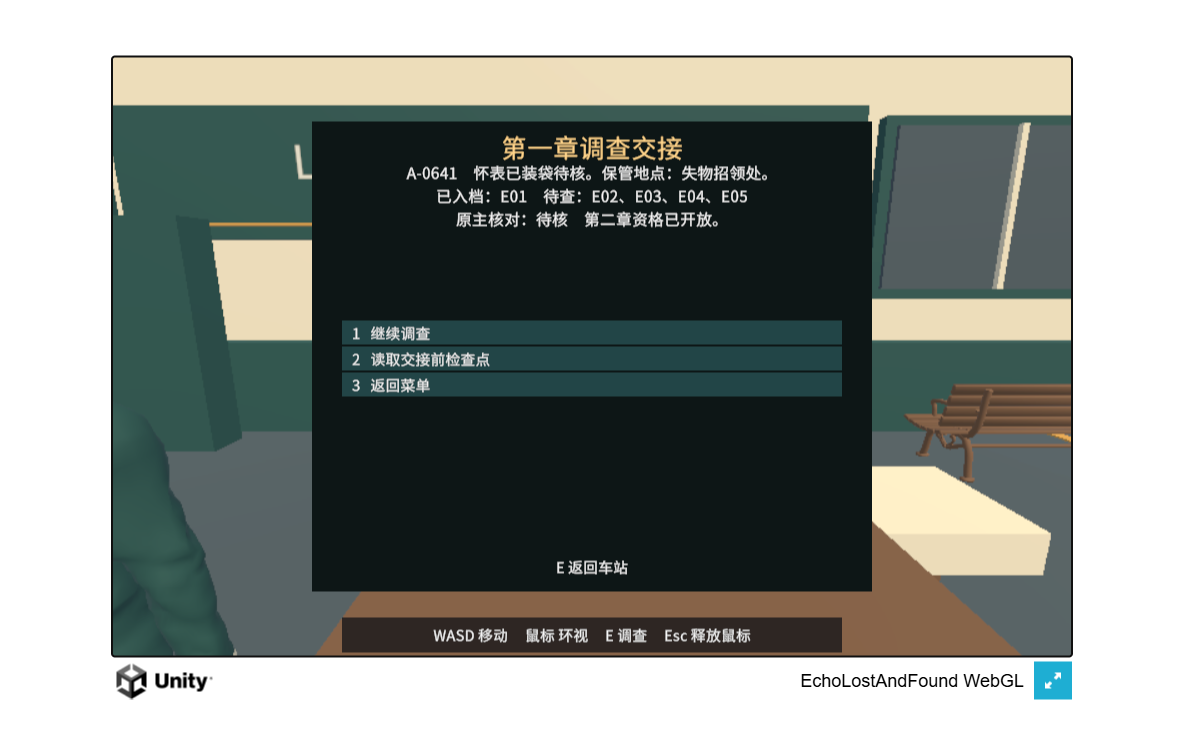 第一章调查交接
A-0641 怀表已装袋待核。保管地点：失物招领处。
已入档：E01 待查：E02、E03、E04、E05
原主核对：待核 第二章资格已开放。
1 继续调查
2 读取交接前检查点
3 返回菜单
E 返回车站
WASD 移动 鼠标 环视 E 调查 Esc 释放鼠标
Unity
EchoLostAndFound WebGL